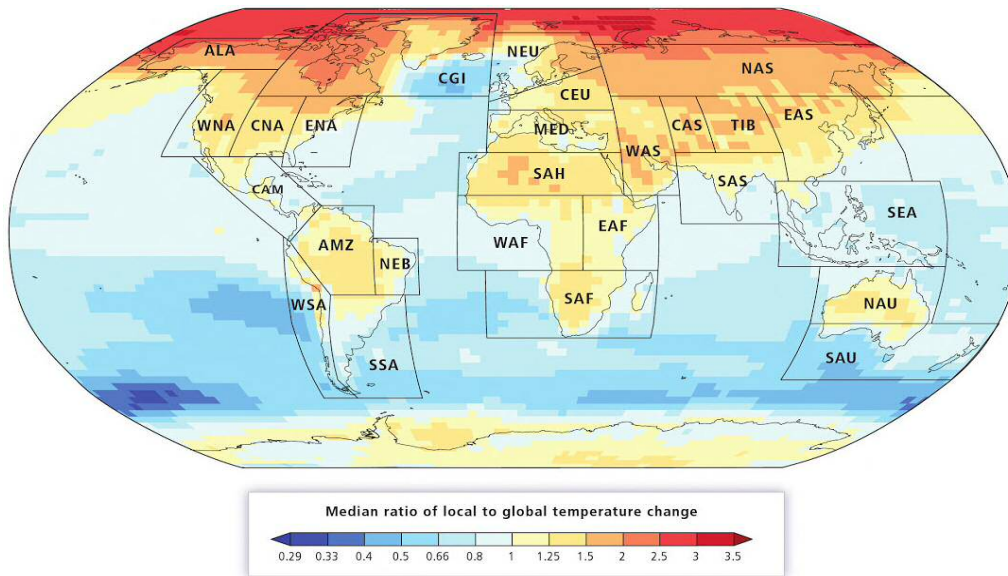 ALA
NEU
NAS
CGI
CEU
WNA
CNA
ENA
MED
CAS
TIB
EAS
WAS
SAH
SAS
CAM
SEA
AMZ
WAF
EAF
NEB
WSA
SAF
NAU
SSA
SAU
Median ratio of local to global temperature change
0.29 0.33 0.4 0.5 0.66 0.8 1 1.25 1.5 2 2.5 3 3.5